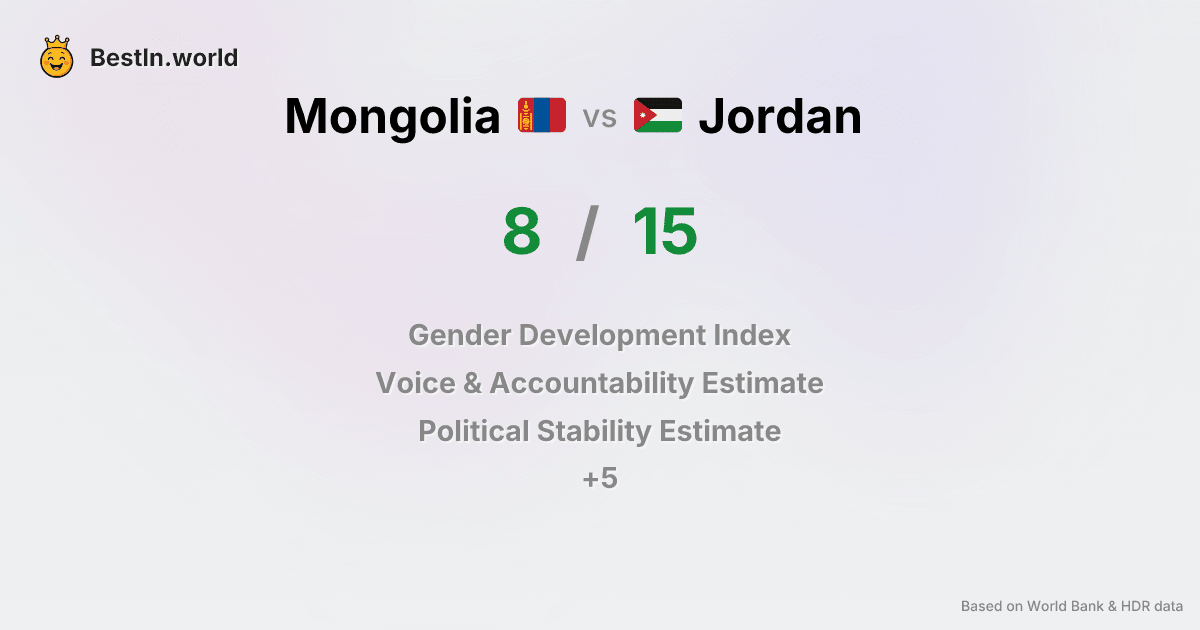 BestIn.world
Mongolia vs Jordan
8 / 15
Gender Development Index
Voice & Accountability Estimate
Political Stability Estimate
+5
Based on World Bank & HDR data